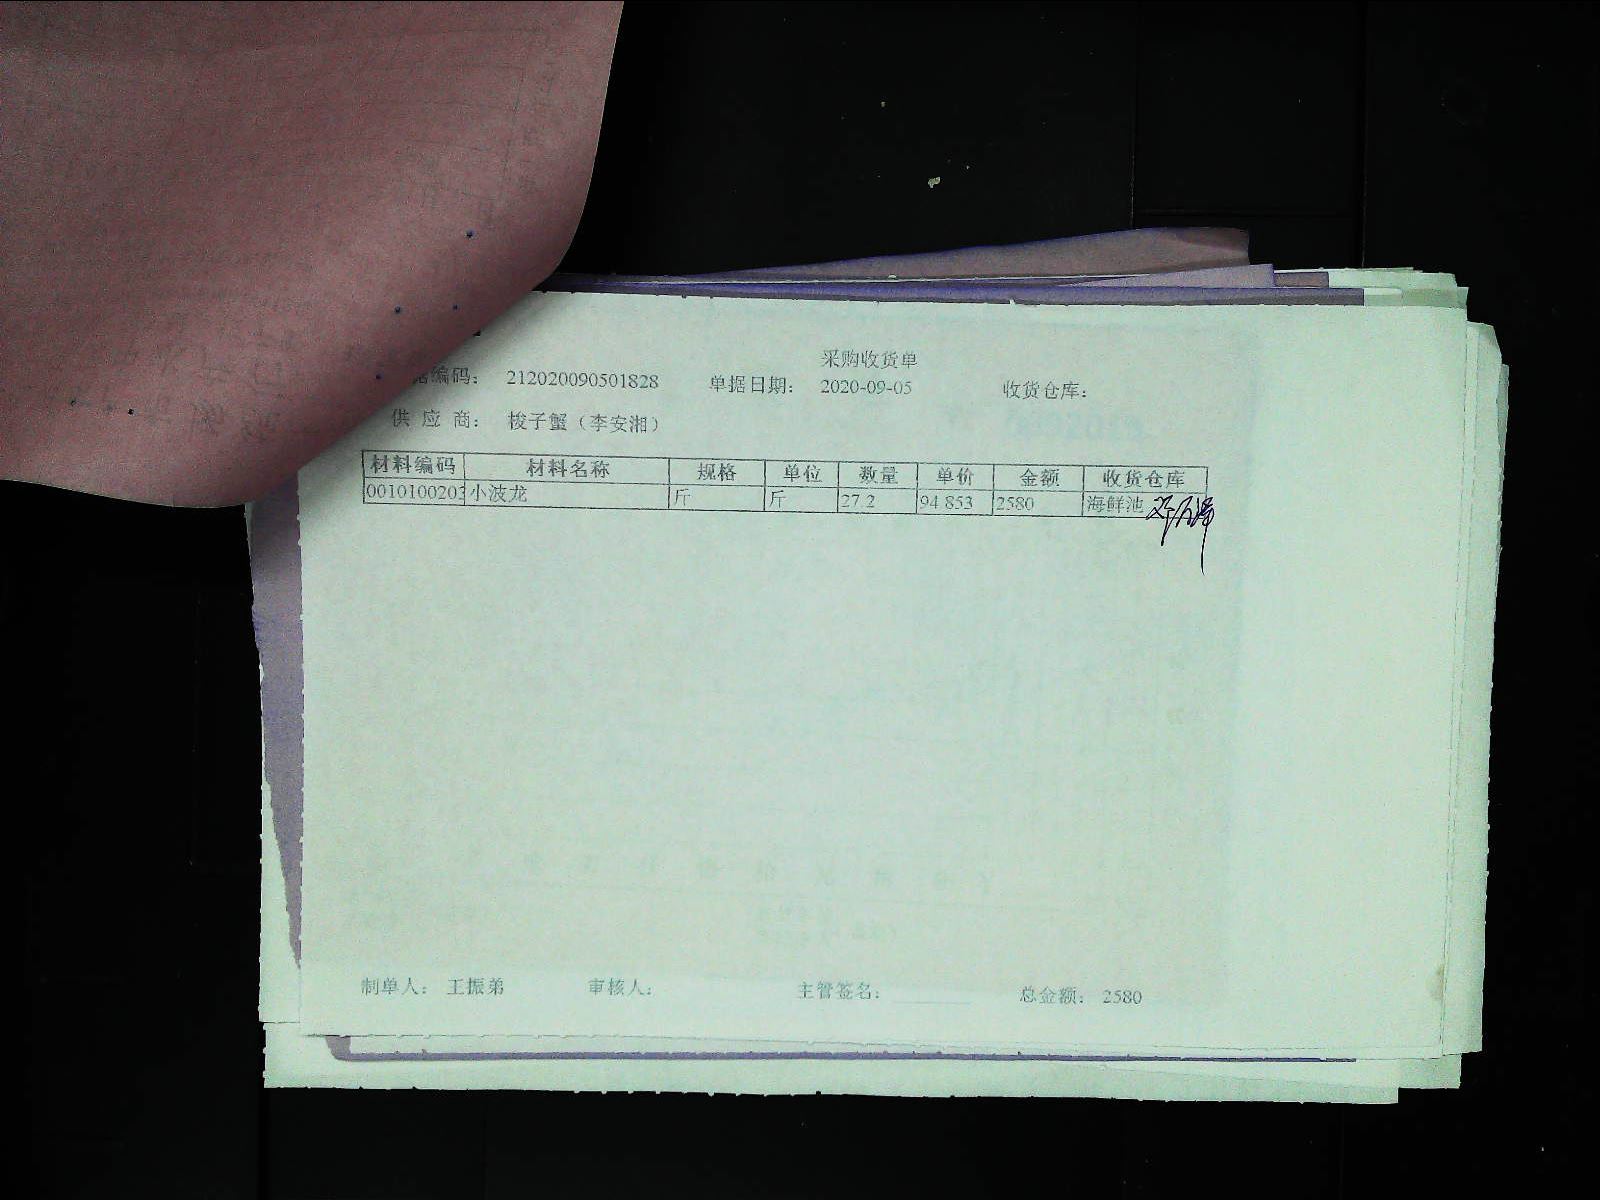 采购收货单
编码: 212020090501828 单据日期: 2020-09-05 收货仓库:
供 应 商: 梭子蟹（李安湘）
材料编码 材料名称 规格 单位 数量 单价 金额 收货仓库
0010100203 小波龙 斤 斤 27.2 94.853 2580 海鲜池
制单人: 王振弟 审核人: 主管签名: 总金额: 2580